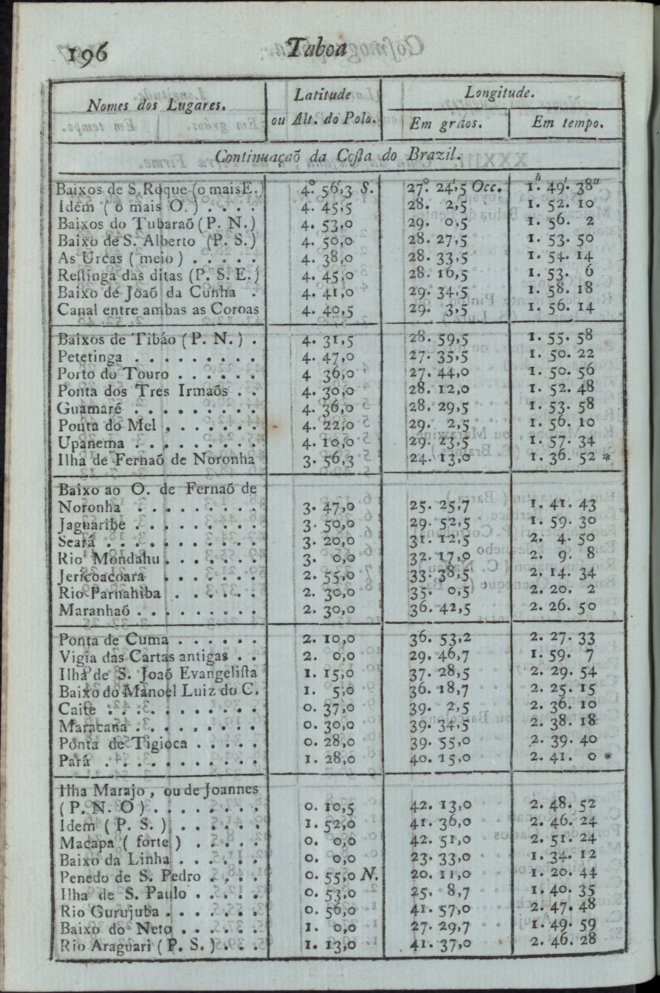 196 Taboa
Nomes dos Lugares. Latitude ou Alt. do Polo. Longitude. Em gráos. Em tempo.
Continuaçaõ da Costa do Brazil.
Baixos de S. Roque (o mais E.) 4.° 56,′3 S. 27.° 24,′5 Occ. 1.ʰ 49.′ 38″
Idem ( o mais O. ) . . . . 4. 45,5 28. 2,5 1. 52. 10
Baixos do Tubaraõ ( P. N. ) 4. 53,0 29. 0,5 1. 56. 2
Baixo de S. Alberto (P. S.) 4. 50,0 28. 27,5 1. 53. 50
As Urcas ( meio ) . . . . . 4. 38,0 28. 33,5 1. 54. 14
Restinga das ditas (P. S. E.) 4. 45,0 28. 16,5 1. 53. 6
Baixo de Joaõ da Cunha . 4. 41,0 29. 34,5 1. 58. 18
Canal entre ambas as Coroas 4. 40,5 29. 3,5 1. 56. 14
Baixos de Tibáo ( P. N. ) . 4. 31,5 28. 59,5 1. 55. 58
Petetinga . . . . . . . . . 4. 47,0 27. 35,5 1. 50. 22
Porto do Touro . . . . . . 4 36,0 27. 44,0 1. 50. 56
Ponta dos Tres Irmaõs . . 4. 30,0 28. 12,0 1. 52. 48
Guamaré . . . . . . . . . 4. 36,0 28. 29,5 1. 53. 58
Ponta do Mel . . . . . . . 4. 22,0 29. 2,5 1. 56. 10
Upanema . . . . . . . . . 4. 10,0 29. 23,5 1. 57. 34
Ilha de Fernaõ de Noronha 3. 56,3 24. 13,0 1. 36. 52 *
Baixo ao O. de Fernaõ de
Noronha . . . . . . . . . 3. 47,0 25. 25,7 1. 41. 43
Jaguaribe . . . . . . . . . 3. 50,0 29. 52,5 1. 59. 30
Seará . . . . . . . . . . . 3. 20,0 31. 12,5 2. 4. 50
Rio Mondahu . . . . . . . 3. 0,0 32. 17,0 2. 9. 8
Jericoacoara . . . . . . . 2. 55,0 33. 38,5 2. 14. 34
Rio Parnahiba . . . . . . 2. 30,0 35. 0,5 2. 20. 2
Maranhaõ . . . . . . . . . 2. 30,0 36. 42,5 2. 26. 50
Ponta de Cuma . . . . . . 2. 10,0 36. 53,2 2. 27. 33
Vigia das Cartas antigas . . 2. 0,0 29. 46,7 1. 59. 7
Ilha de S. Joaõ Evangelista 1. 15,0 37. 28,5 2. 29. 54
Baixo do Manoel Luiz do C. 1. 5,0 36. 18,7 2. 25. 15
Caite . . . . . . . . . . . 0. 37,0 39. 2,5 2. 36. 10
Maracana . . . . . . . . . 0. 30,0 39. 34,5 2. 38. 18
Ponta de Tigioca . . . . . 0. 28,0 39. 55,0 2. 39. 40
Pará . . . . . . . . . . . 1. 28,0 40. 15,0 2. 41. 0 *
Ilha Marajo , ou de Joannes
( P. N. O ) . . . . . . . . 0. 10,5 42. 13,0 2. 48. 52
Idem ( P. S. ) . . . . . . 1. 52,0 41. 36,0 2. 46. 24
Macapa ( forte ) . . . . . 0. 0,0 42. 51,0 2. 51. 24
Baixo da Linha . . . . . . 0. 0,0 23. 33,0 1. 34. 12
Penedo de S. Pedro . . . . 0. 55,0 N. 20. 11,0 1. 20. 44
Ilha de S. Paulo . . . . . 0. 53,0 25. 8,7 1. 40. 35
Rio Gurujuba . . . . . . . 0. 56,0 41. 57,0 2. 47. 48
Baixo do Neto . . . . . . 1. 0,0 27. 29,7 1. 49. 59
Rio Araguari ( P. S. ) . . . 1. 13,0 41. 37,0 2. 46. 28